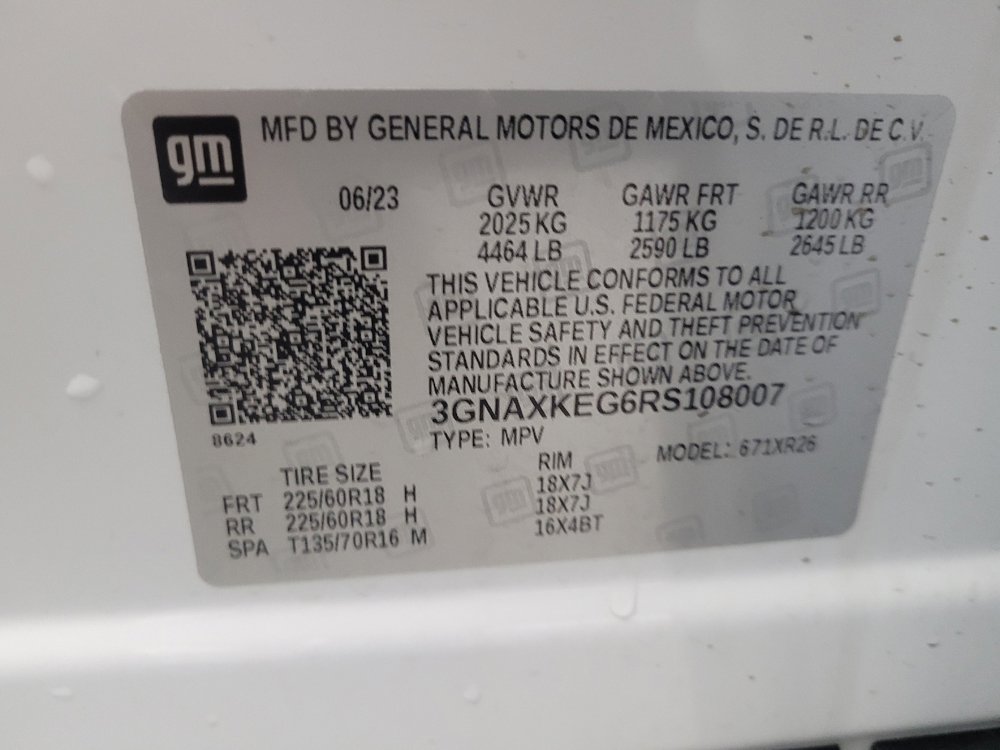 gm
MFD BY GENERAL MOTORS DE MEXICO, S. DE R.L. DE C.V.
06/23 GVWR GAWR FRT GAWR RR
2025 KG 1175 KG 1200 KG
4464 LB 2590 LB 2645 LB
THIS VEHICLE CONFORMS TO ALL
APPLICABLE U.S. FEDERAL MOTOR
VEHICLE SAFETY AND THEFT PREVENTION
STANDARDS IN EFFECT ON THE DATE OF
MANUFACTURE SHOWN ABOVE.
3GNAXKEG6RS108007
8624
TYPE: MPV MODEL: 671XR26
TIRE SIZE RIM
FRT 225/60R18 H 18X7J
RR 225/60R18 H 18X7J
SPA T135/70R16 M 16X4BT